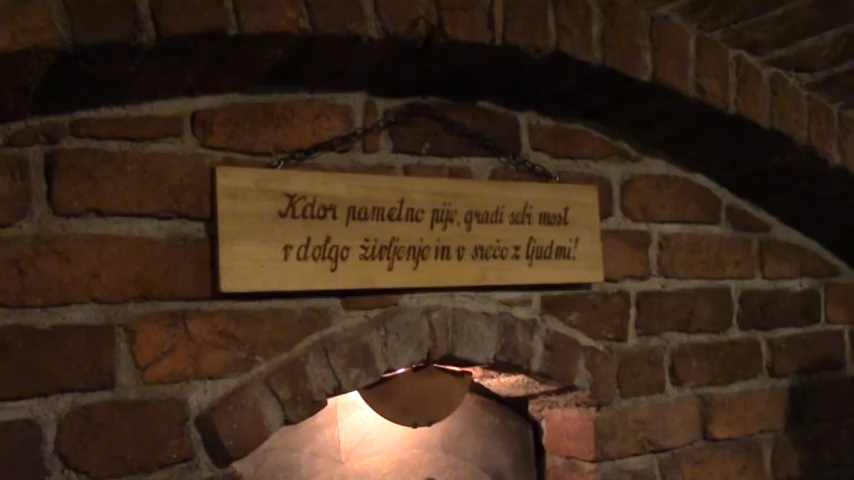 Kdor pametno pije, gradi sebi most
v dolgo življenje in v srečo z ljudmi!